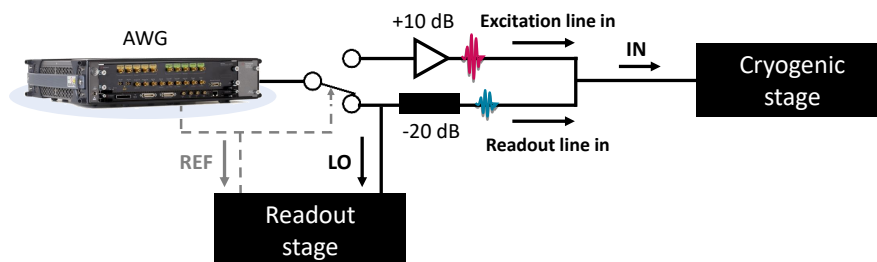 AWG
+10 dB
Excitation line in
IN
Cryogenic
stage
-20 dB
Readout line in
REF
LO
Readout
stage